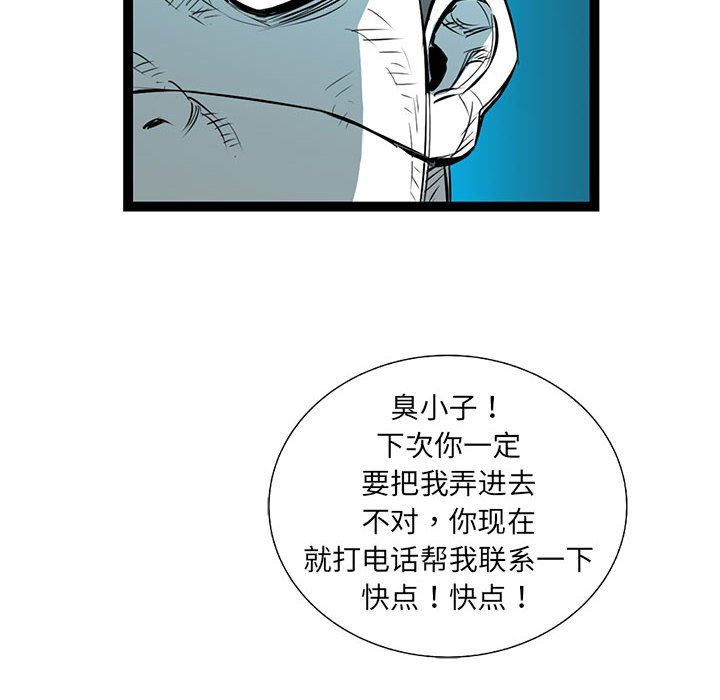 臭小子！
下次你一定
要把我弄进去
不对，你现在
就打电话帮我联系一下
快点！快点！